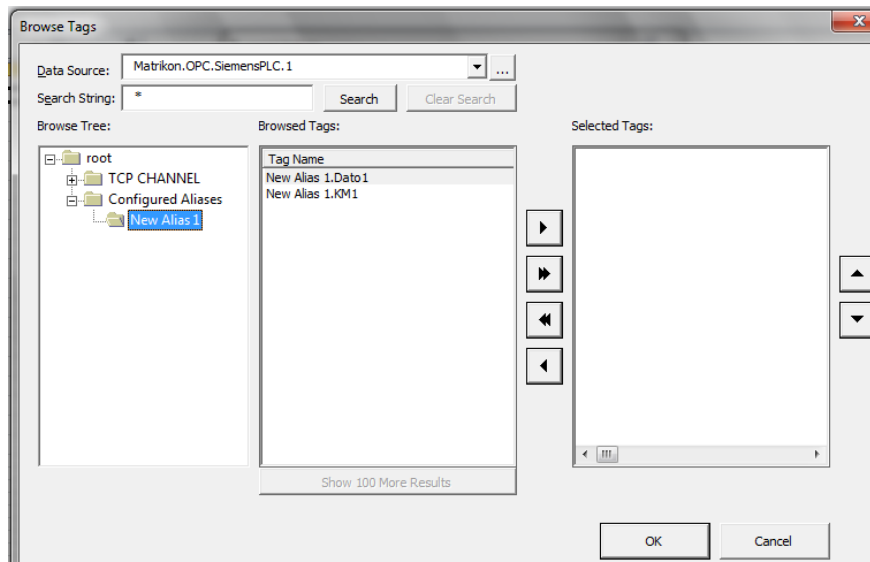 Browse Tags
Data Source: Matrikon.OPC.SiemensPLC.1 ...
Search String: * Search Clear Search
Browse Tree: Browsed Tags: Selected Tags:
root
TCP CHANNEL
Configured Aliases
New Alias 1
Tag Name
New Alias 1.Dato1
New Alias 1.KM1
Show 100 More Results
OK Cancel